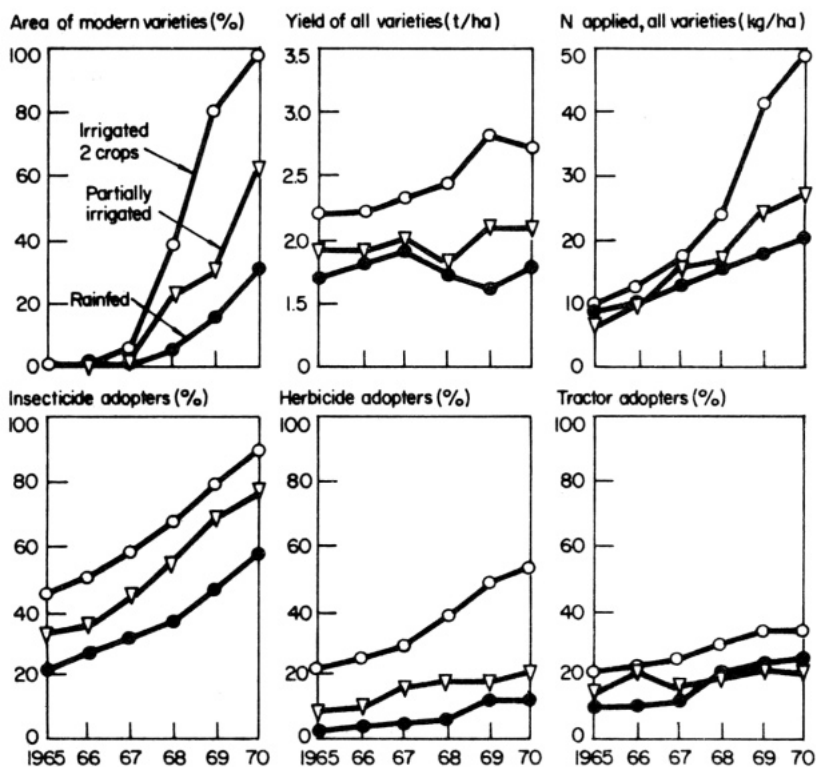 Area of modern varieties (%)
100
80
60
40
20
0
Irrigated
2 crops
Partially
irrigated
Rainfed
Yield of all varieties (t/ha)
3.5
3.0
2.5
2.0
1.5
0
N applied, all varieties (kg/ha)
50
40
30
20
10
0
Insecticide adopters (%)
100
80
60
40
20
0
1965 66 67 68 69 70
Herbicide adopters (%)
100
80
60
40
20
0
1965 66 67 68 69 70
Tractor adopters (%)
100
80
60
40
20
0
1965 66 67 68 69 70